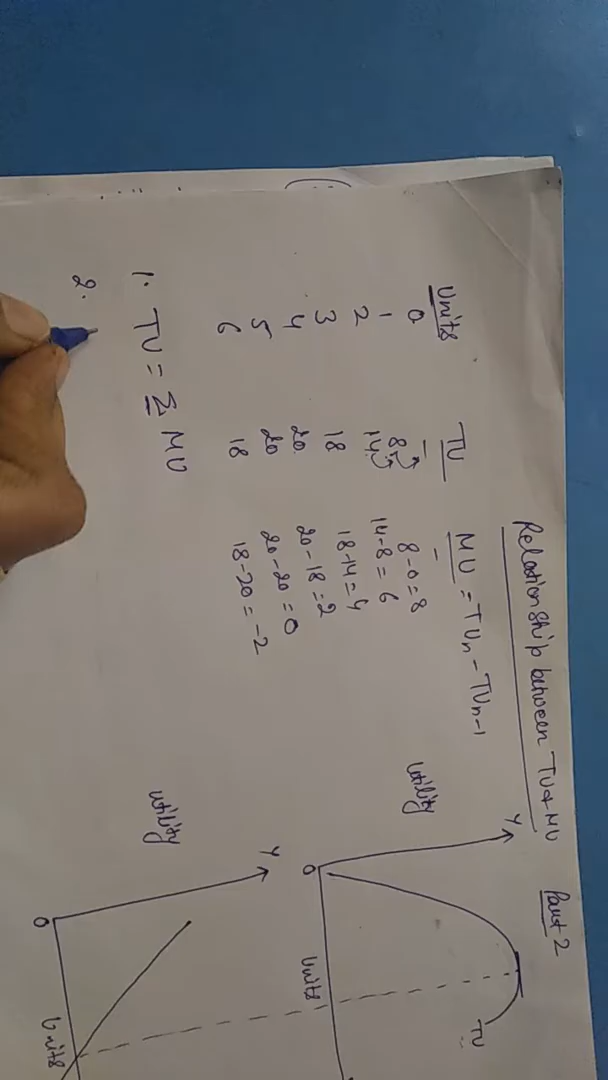 Relationship between TU & MU
Part 2
Units TU MU = TUn - TUn-1
0
1 8 8-0=8
2 14 14-8=6
3 18 18-14=4
4 20 20-18=2
5 20 20-20=0
6 18 18-20=-2
1. TU = Σ MU
2.
Y
Utility
TU
O
Units
Y
Utility
O
Units